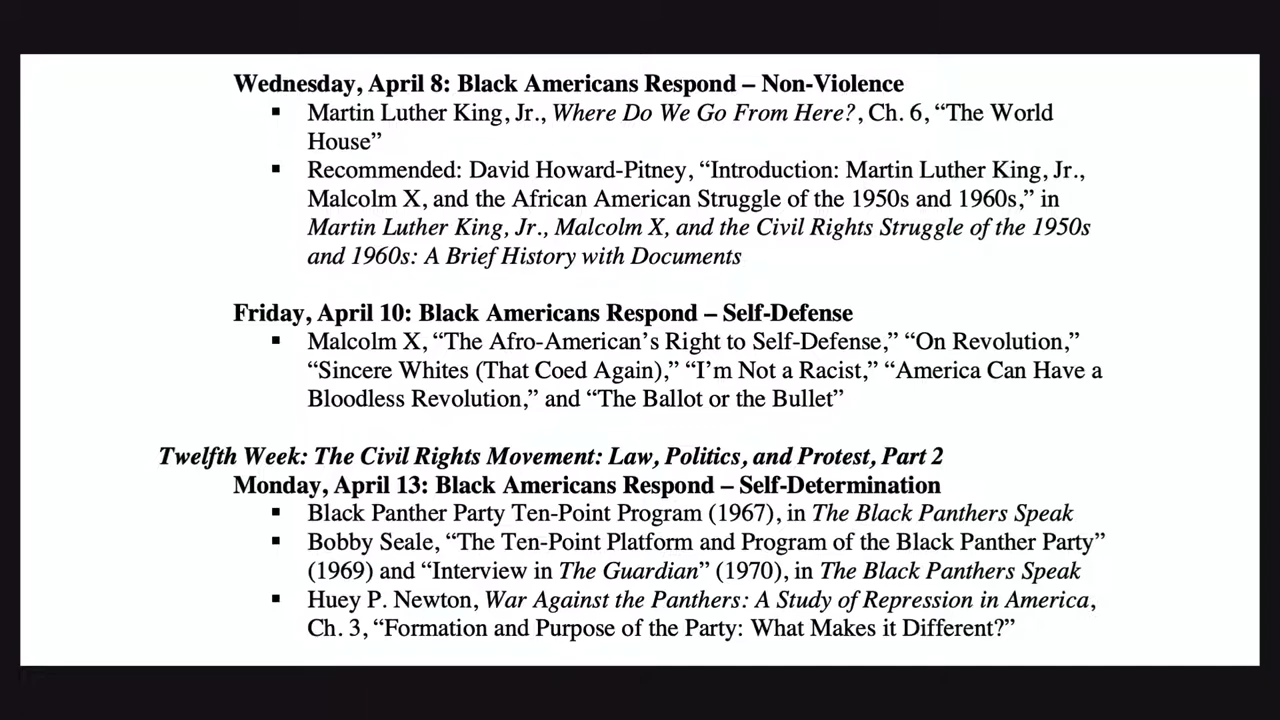 Wednesday, April 8: Black Americans Respond – Non-Violence
▪ Martin Luther King, Jr., Where Do We Go From Here?, Ch. 6, “The World
House”
▪ Recommended: David Howard-Pitney, “Introduction: Martin Luther King, Jr.,
Malcolm X, and the African American Struggle of the 1950s and 1960s,” in
Martin Luther King, Jr., Malcolm X, and the Civil Rights Struggle of the 1950s
and 1960s: A Brief History with Documents
Friday, April 10: Black Americans Respond – Self-Defense
▪ Malcolm X, “The Afro-American’s Right to Self-Defense,” “On Revolution,”
“Sincere Whites (That Coed Again),” “I’m Not a Racist,” “America Can Have a
Bloodless Revolution,” and “The Ballot or the Bullet”
Twelfth Week: The Civil Rights Movement: Law, Politics, and Protest, Part 2
Monday, April 13: Black Americans Respond – Self-Determination
▪ Black Panther Party Ten-Point Program (1967), in The Black Panthers Speak
▪ Bobby Seale, “The Ten-Point Platform and Program of the Black Panther Party”
(1969) and “Interview in The Guardian” (1970), in The Black Panthers Speak
▪ Huey P. Newton, War Against the Panthers: A Study of Repression in America,
Ch. 3, “Formation and Purpose of the Party: What Makes it Different?”